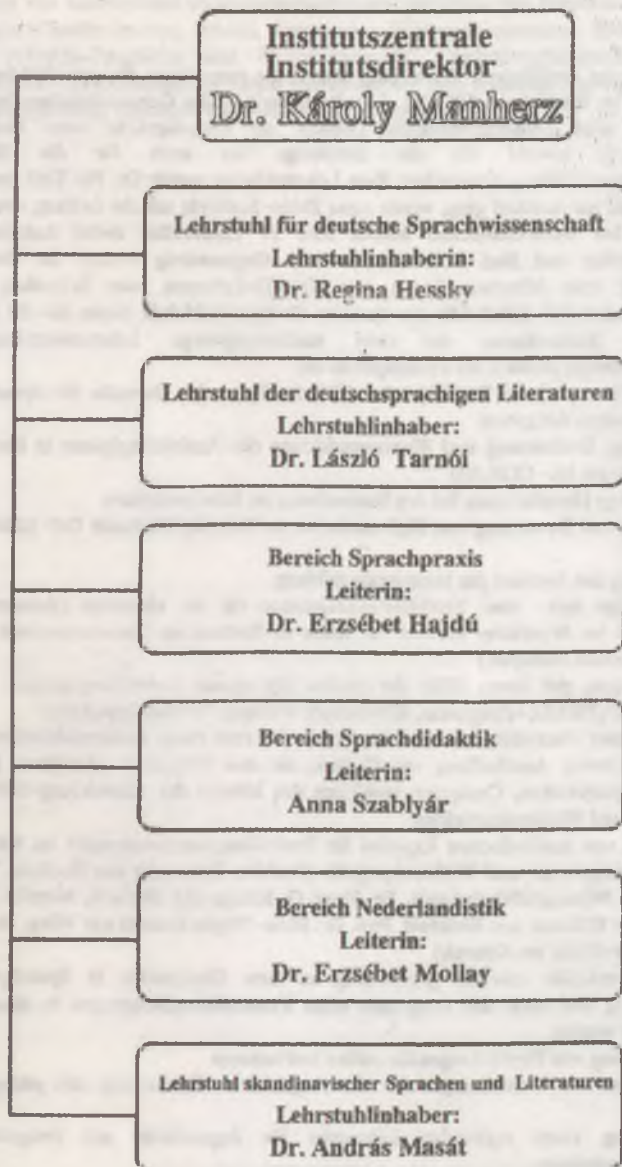 Institutszentrale
Institutsdirektor
Dr. Károly Manherz
Lehrstuhl für deutsche Sprachwissenschaft
Lehrstuhlinhaberin:
Dr. Regina Hessky
Lehrstuhl der deutschsprachigen Literaturen
Lehrstuhlinhaber:
Dr. László Tarnói
Bereich Sprachpraxis
Leiterin:
Dr. Erzsébet Hajdú
Bereich Sprachdidaktik
Leiterin:
Anna Szablyár
Bereich Nederlandistik
Leiterin:
Dr. Erzsébet Mollay
Lehrstuhl skandinavischer Sprachen und Literaturen
Lehrstuhlinhaber:
Dr. András Masát